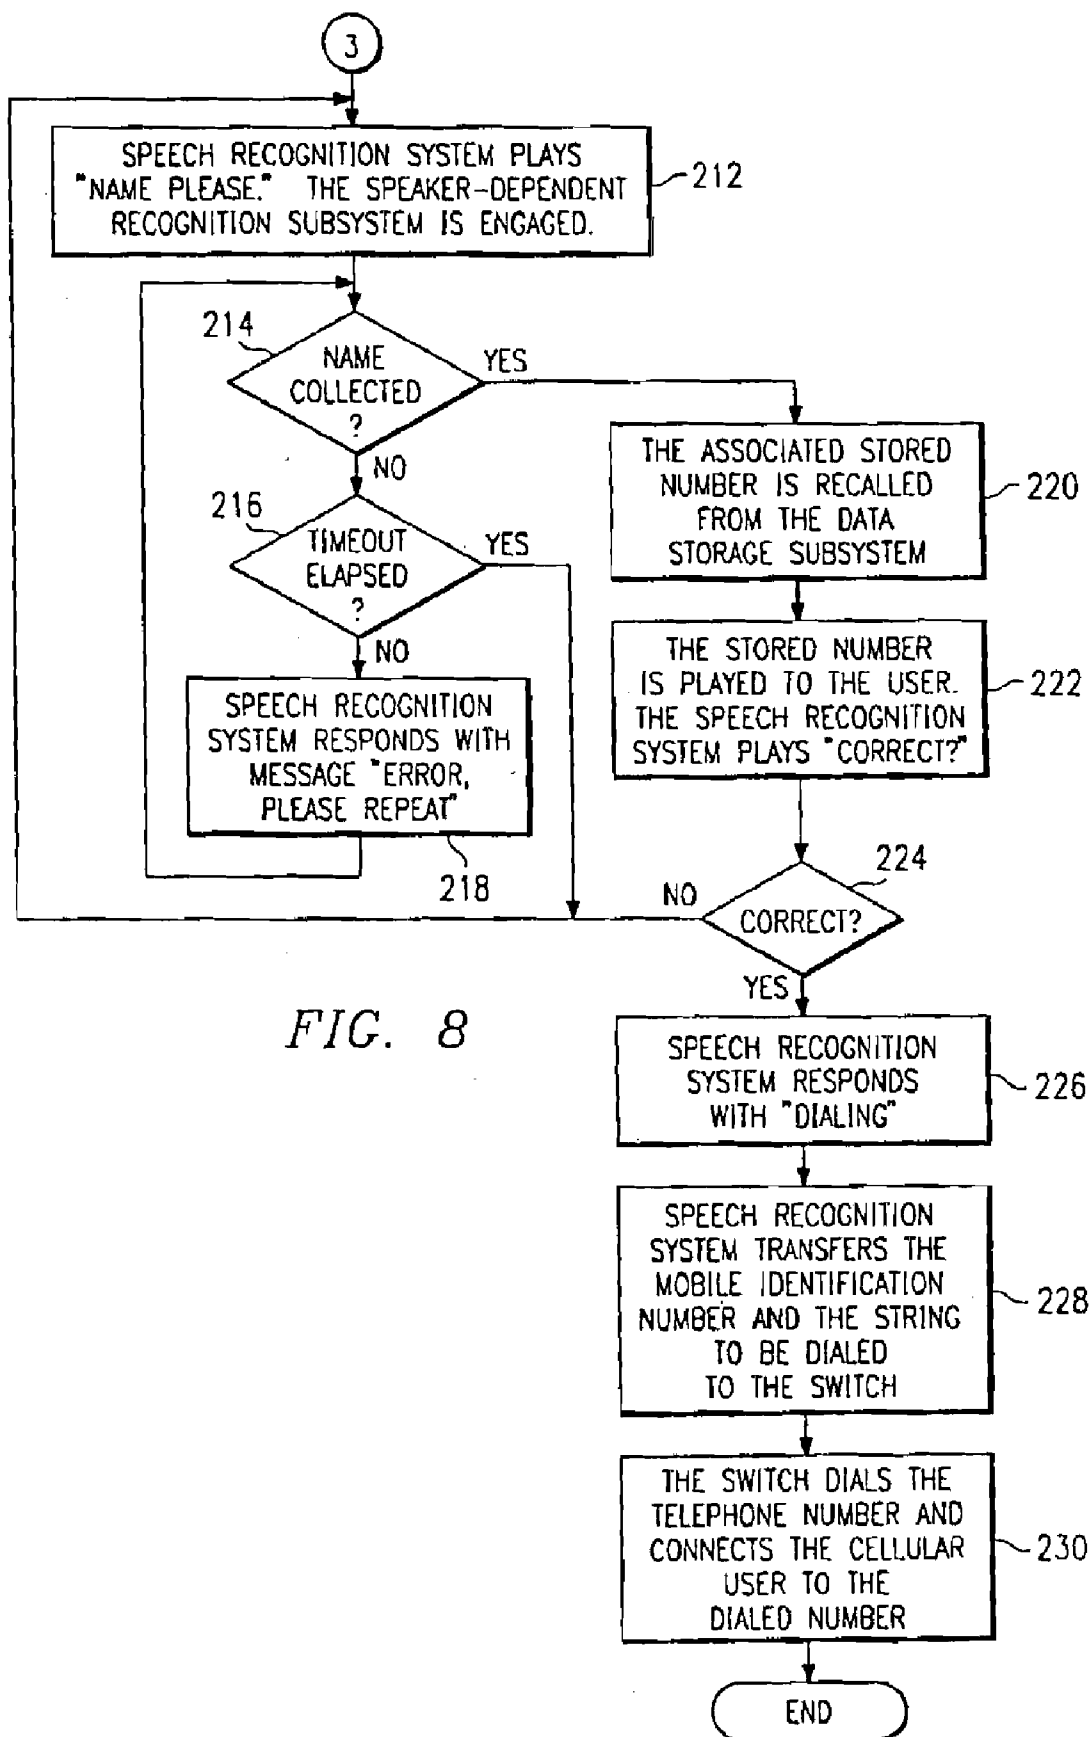 3
SPEECH RECOGNITION SYSTEM PLAYS
"NAME PLEASE." THE SPEAKER-DEPENDENT
RECOGNITION SUBSYSTEM IS ENGAGED.
212
214
NAME
COLLECTED
?
YES
NO
216
TIMEOUT
ELAPSED
?
YES
NO
SPEECH RECOGNITION
SYSTEM RESPONDS WITH
MESSAGE "ERROR,
PLEASE REPEAT"
218
THE ASSOCIATED STORED
NUMBER IS RECALLED
FROM THE DATA
STORAGE SUBSYSTEM
220
THE STORED NUMBER
IS PLAYED TO THE USER.
THE SPEECH RECOGNITION
SYSTEM PLAYS "CORRECT?"
222
224
NO
CORRECT?
YES
FIG. 8
SPEECH RECOGNITION
SYSTEM RESPONDS
WITH "DIALING"
226
SPEECH RECOGNITION
SYSTEM TRANSFERS THE
MOBILE IDENTIFICATION
NUMBER AND THE STRING
TO BE DIALED
TO THE SWITCH
228
THE SWITCH DIALS THE
TELEPHONE NUMBER AND
CONNECTS THE CELLULAR
USER TO THE
DIALED NUMBER
230
END